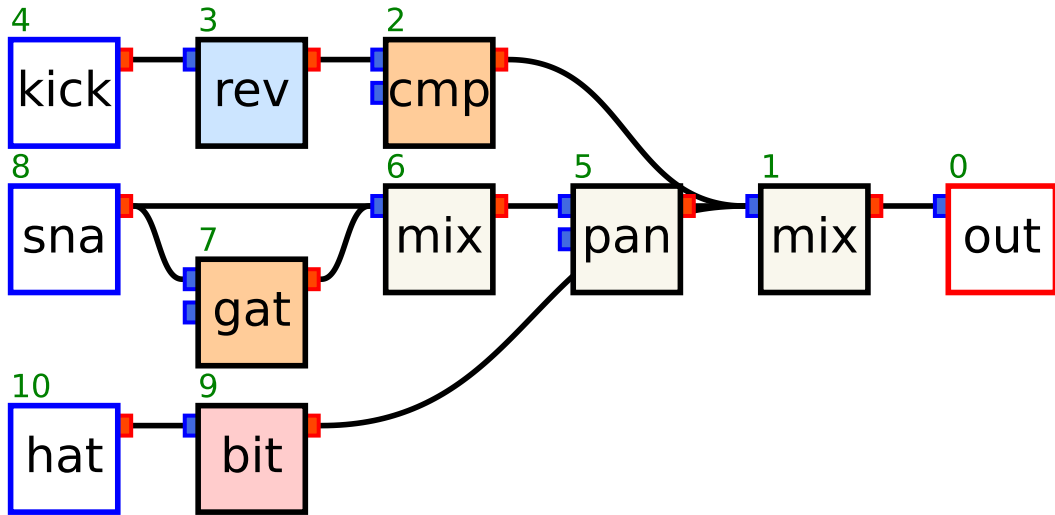 4 3 2
kick rev cmp
8 6 5 1 0
sna mix pan mix out
7
gat
10 9
hat bit